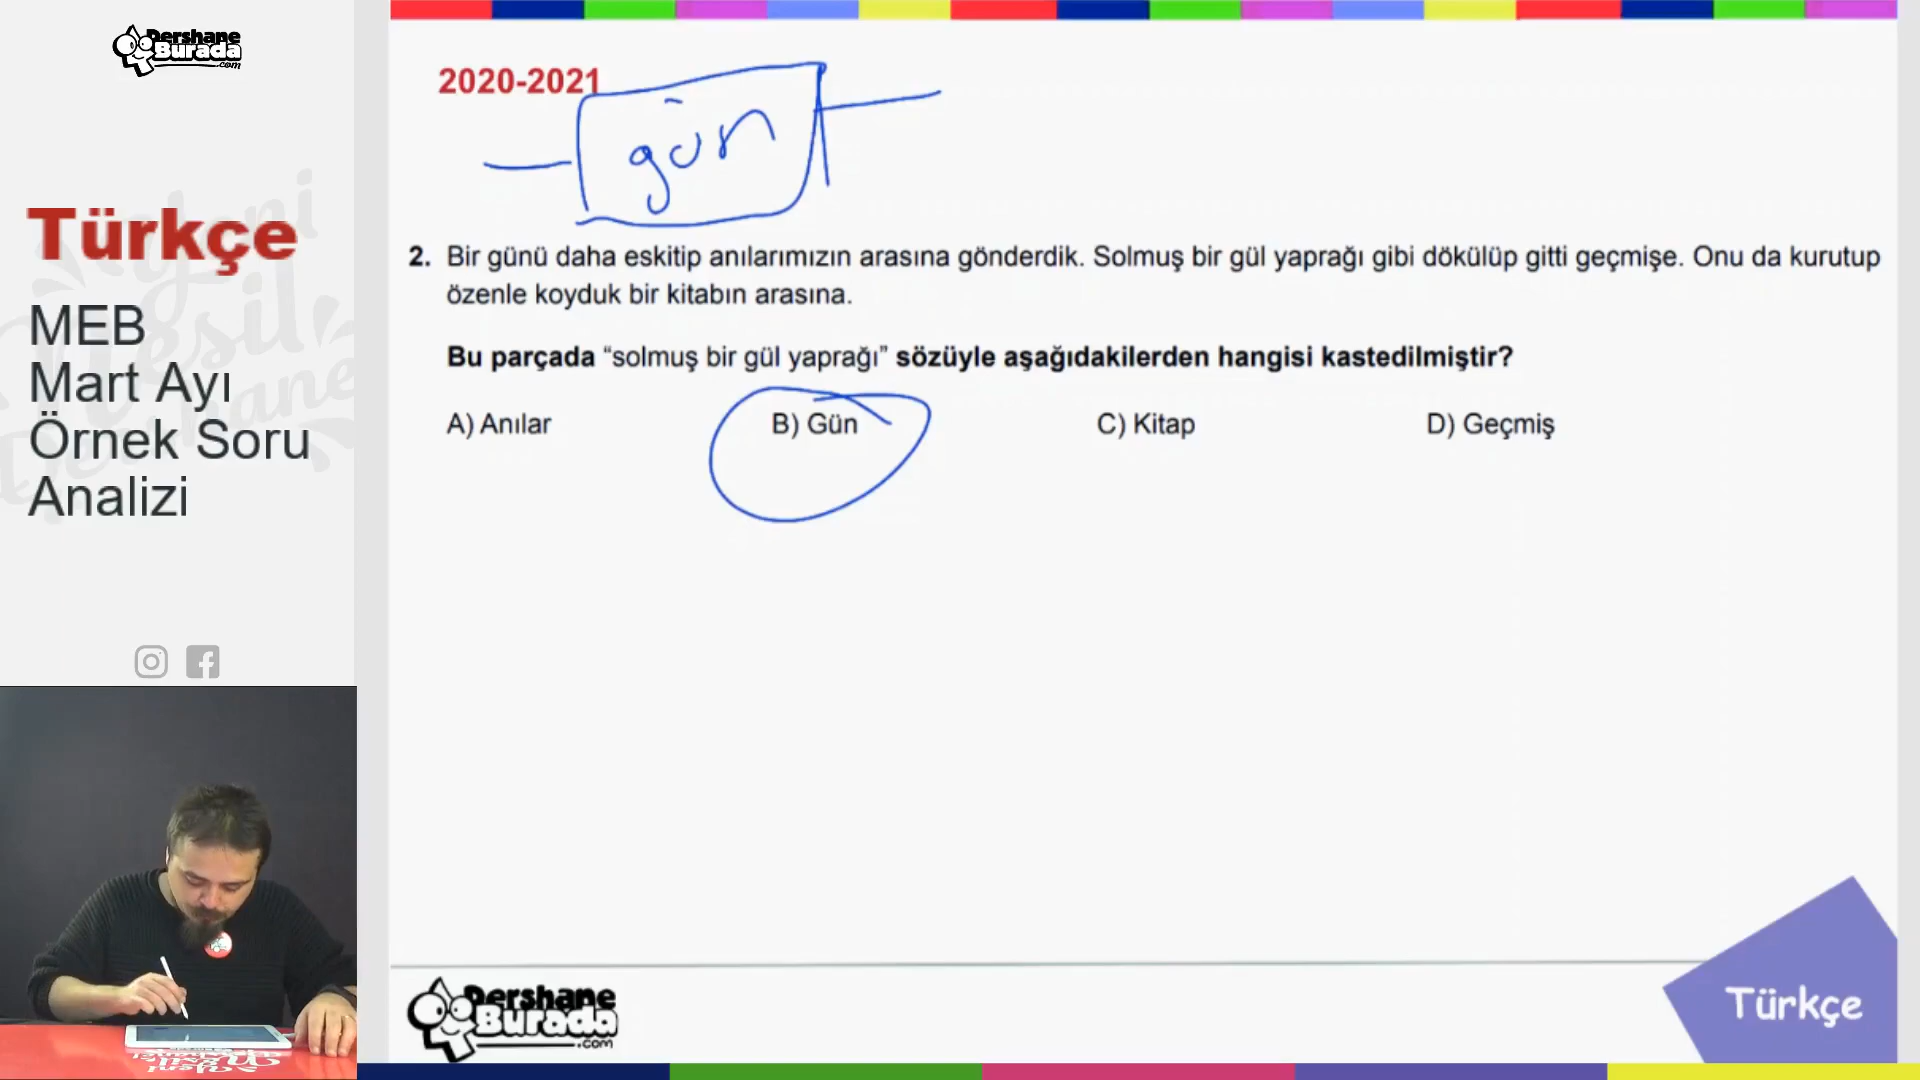 Dershane
Burada
.com
Türkçe
MEB
Mart Ayı
Örnek Soru
Analizi
2020-2021
gün
2. Bir günü daha eskitip anılarımızın arasına gönderdik. Solmuş bir gül yaprağı gibi dökülüp gitti geçmişe. Onu da kurutup
özenle koyduk bir kitabın arasına.
Bu parçada “solmuş bir gül yaprağı” sözüyle aşağıdakilerden hangisi kastedilmiştir?
A) Anılar B) Gün C) Kitap D) Geçmiş
Dershane
Burada
.com
Türkçe